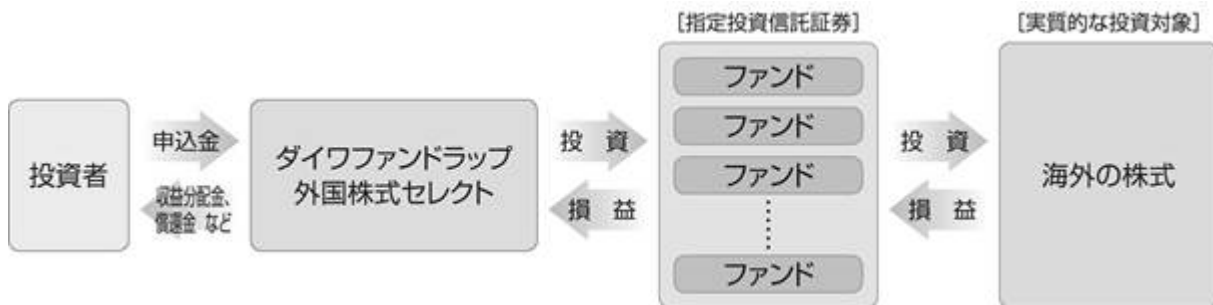 [指定投資信託証券]
[実質的な投資対象]
投資者
申込金
収益分配金、
償還金 など
ダイワファンドラップ
外国株式セレクト
投 資
損 益
ファンド
ファンド
ファンド
ファンド
投 資
損 益
海外の株式